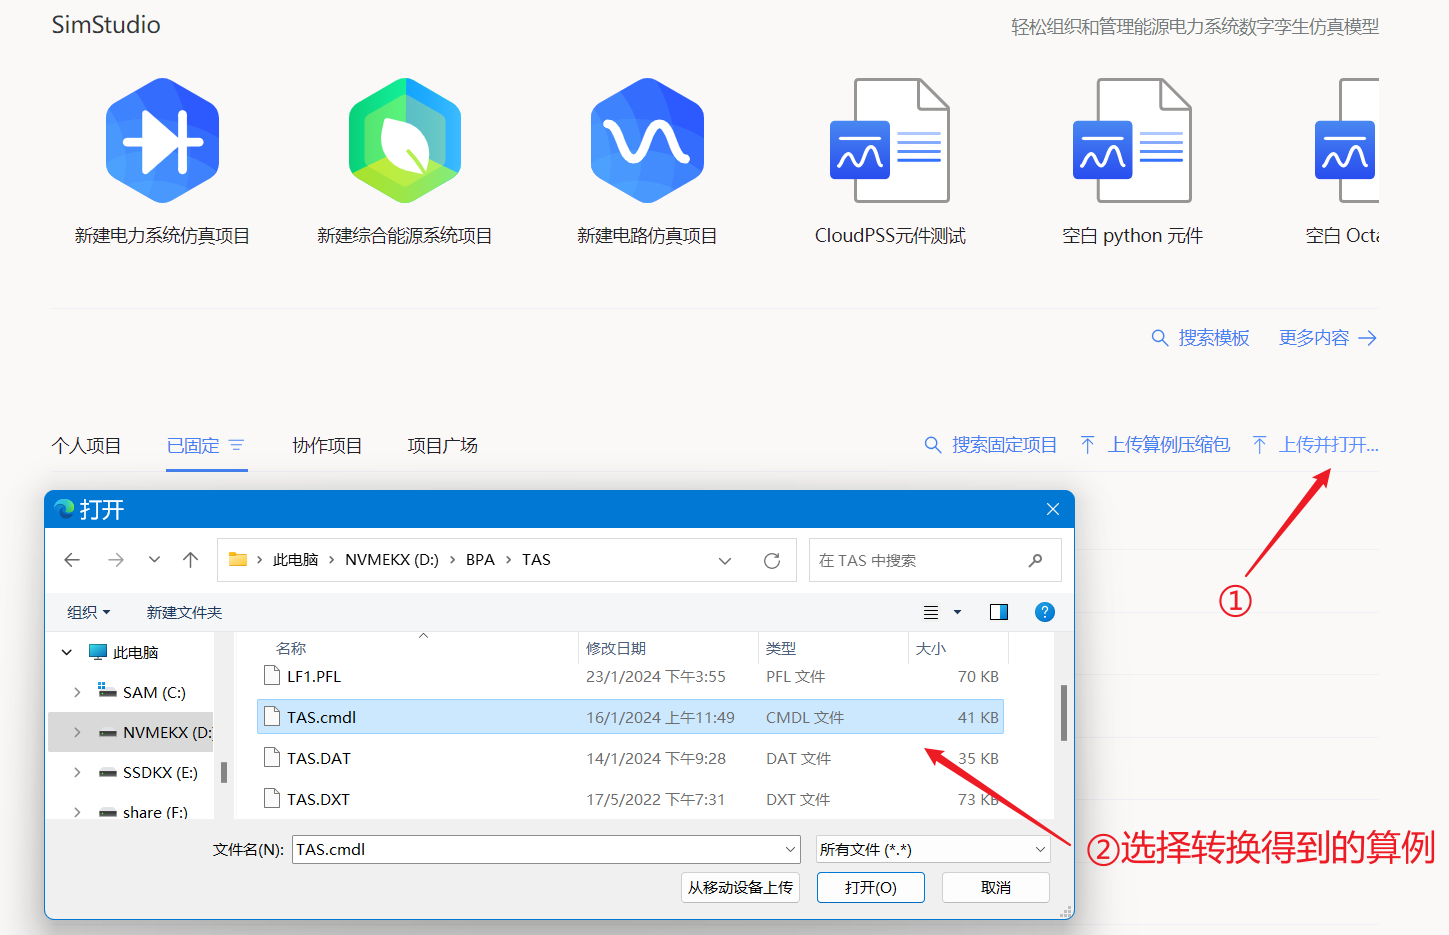 SimStudio
轻松组织和管理能源电力系统数字孪生仿真模型
新建电力系统仿真项目
新建综合能源系统项目
新建电路仿真项目
CloudPSS元件测试
空白 python 元件
空白 Octa
搜索模板
更多内容
个人项目
已固定
协作项目
项目广场
搜索固定项目
上传算例压缩包
上传并打开...
①
打开
此电脑 › NVMEKX (D:) › BPA › TAS
在 TAS 中搜索
组织
新建文件夹
此电脑
SAM (C:)
NVMEKX (D:)
SSDKX (E:)
share (F:)
名称 修改日期 类型 大小
LF1.PFL 23/1/2024 下午3:55 PFL 文件 70 KB
TAS.cmdl 16/1/2024 上午11:49 CMDL 文件 41 KB
TAS.DAT 14/1/2024 下午9:28 DAT 文件 35 KB
TAS.DXT 17/5/2022 下午7:31 DXT 文件 73 KB
②选择转换得到的算例
文件名(N): TAS.cmdl
所有文件 (*.*)
从移动设备上传
打开(O)
取消